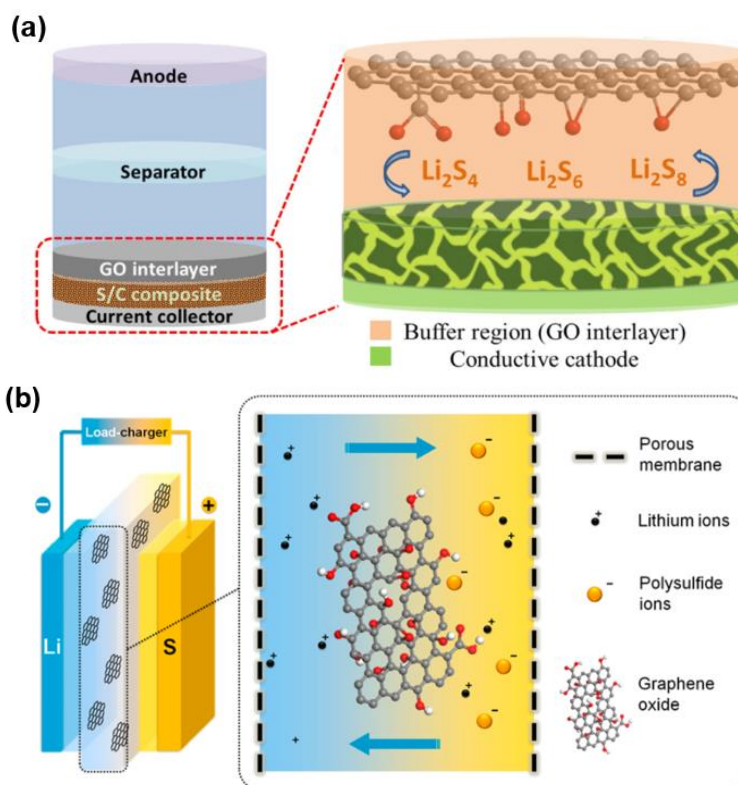 (a)
Anode
Separator
GO interlayer
S/C composite
Current collector
Li₂S₄ Li₂S₆ Li₂S₈
Buffer region (GO interlayer)
Conductive cathode
(b)
Load-charger
−
+
Li
S
Porous
membrane
+ Lithium ions
− Polysulfide
ions
Graphene
oxide